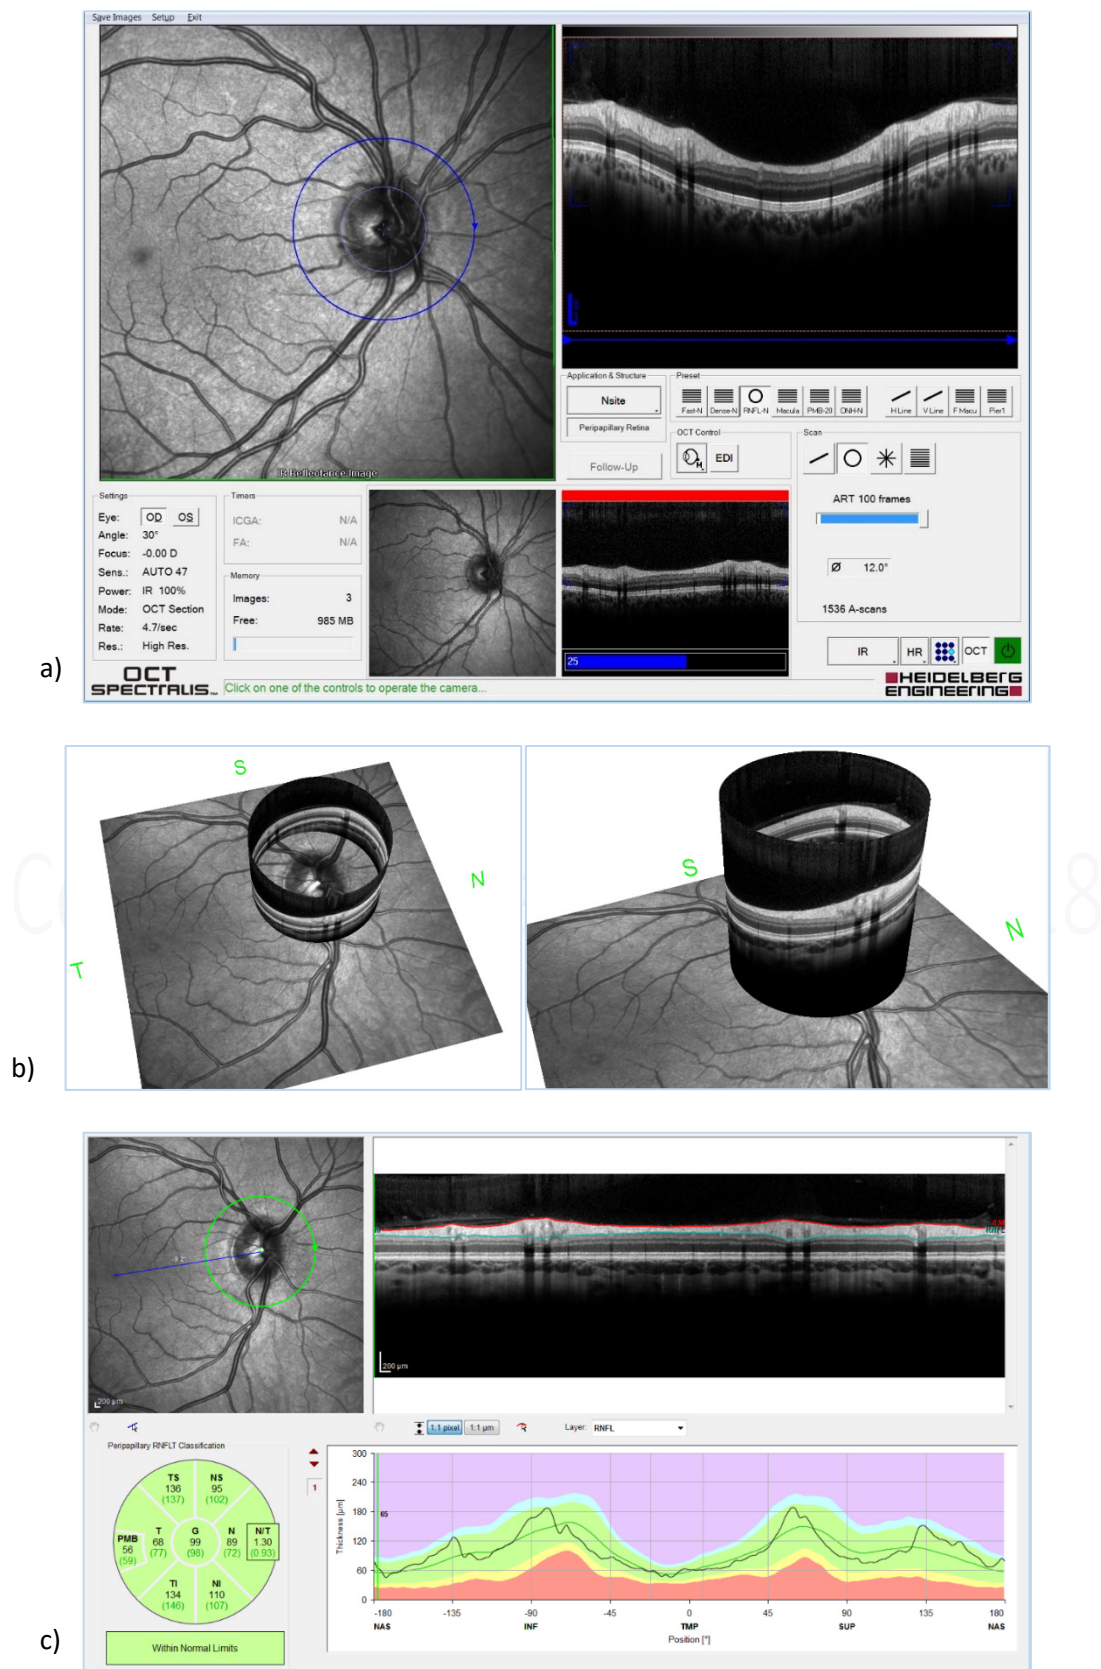 Save Images Setup Exit
R Reflectance Image
Application & Structure
Nsite
Peripapillary Retina
Follow-Up
Preset
Fast-N Dense-N RNFL-N Macula PMB-20 ONH-N H Line V Line F Macu Pier1
OCT Control
M
EDI
Scan
ART 100 frames
Ø 12.0°
1536 A-scans
Settings
Eye: OD OS
Angle: 30°
Focus: -0.00 D
Sens.: AUTO 47
Power: IR 100%
Mode: OCT Section
Rate: 4.7/sec
Res.: High Res.
Timers
ICGA: N/A
FA: N/A
Memory
Images: 3
Free: 985 MB
25
IR HR OCT
a)
OCT
SPECTRALIS™
Click on one of the controls to operate the camera...
HEIDELBERG
ENGINEERING
S
N
T
S
N
b)
200 µm
200 µm
1:1 pixel 1:1 µm Layer: RNFL
Peripapillary RNFLT Classification
TS
136
(137)
NS
95
(102)
PMB
56
(59)
T
68
(77)
G
99
(98)
N
89
(72)
N/T
1.30
(0.93)
TI
134
(146)
NI
110
(107)
Within Normal Limits
1
Thickness [µm]
300
240
180
120
60
0
65
-180 -135 -90 -45 0 45 90 135 180
NAS INF TMP SUP NAS
Position [°]
c)